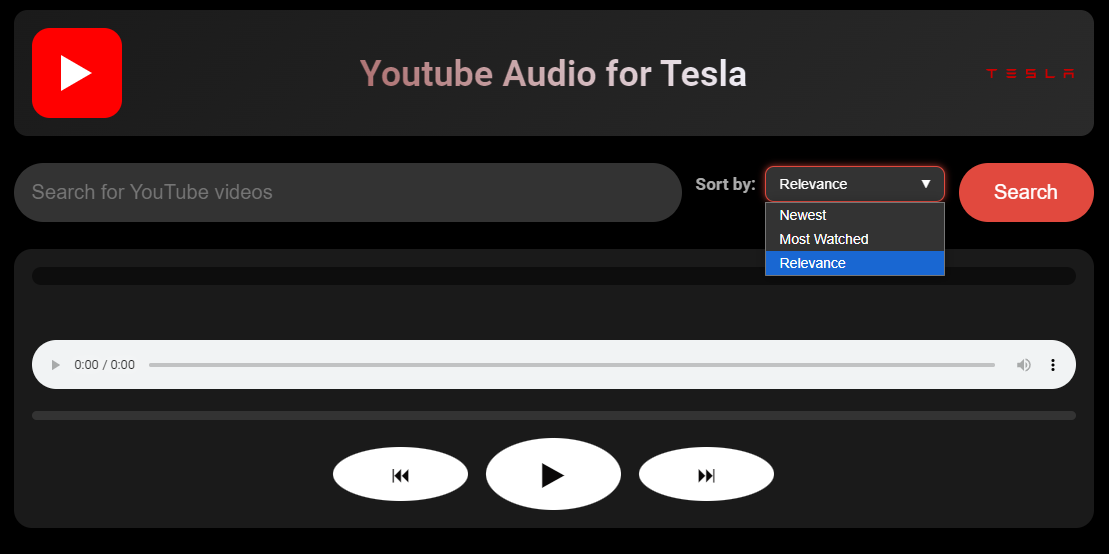 Youtube Audio for Tesla
TESLA
Search for YouTube videos
Sort by:
Relevance
Search
Newest
Most Watched
Relevance
0:00 / 0:00